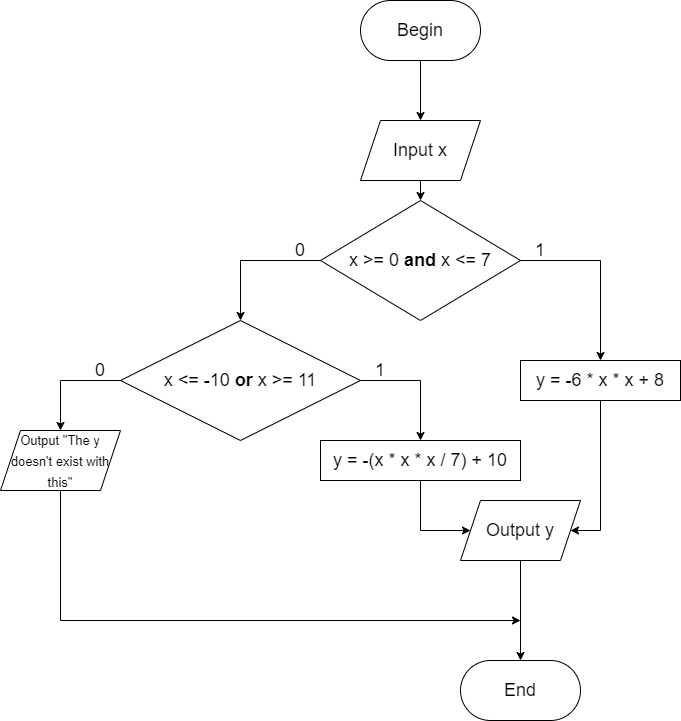 Begin
Input x
0
x >= 0 and x <= 7
1
0
x <= -10 or x >= 11
1
y = -6 * x * x + 8
Output "The y
doesn't exist with
this"
y = -(x * x * x / 7) + 10
Output y
End